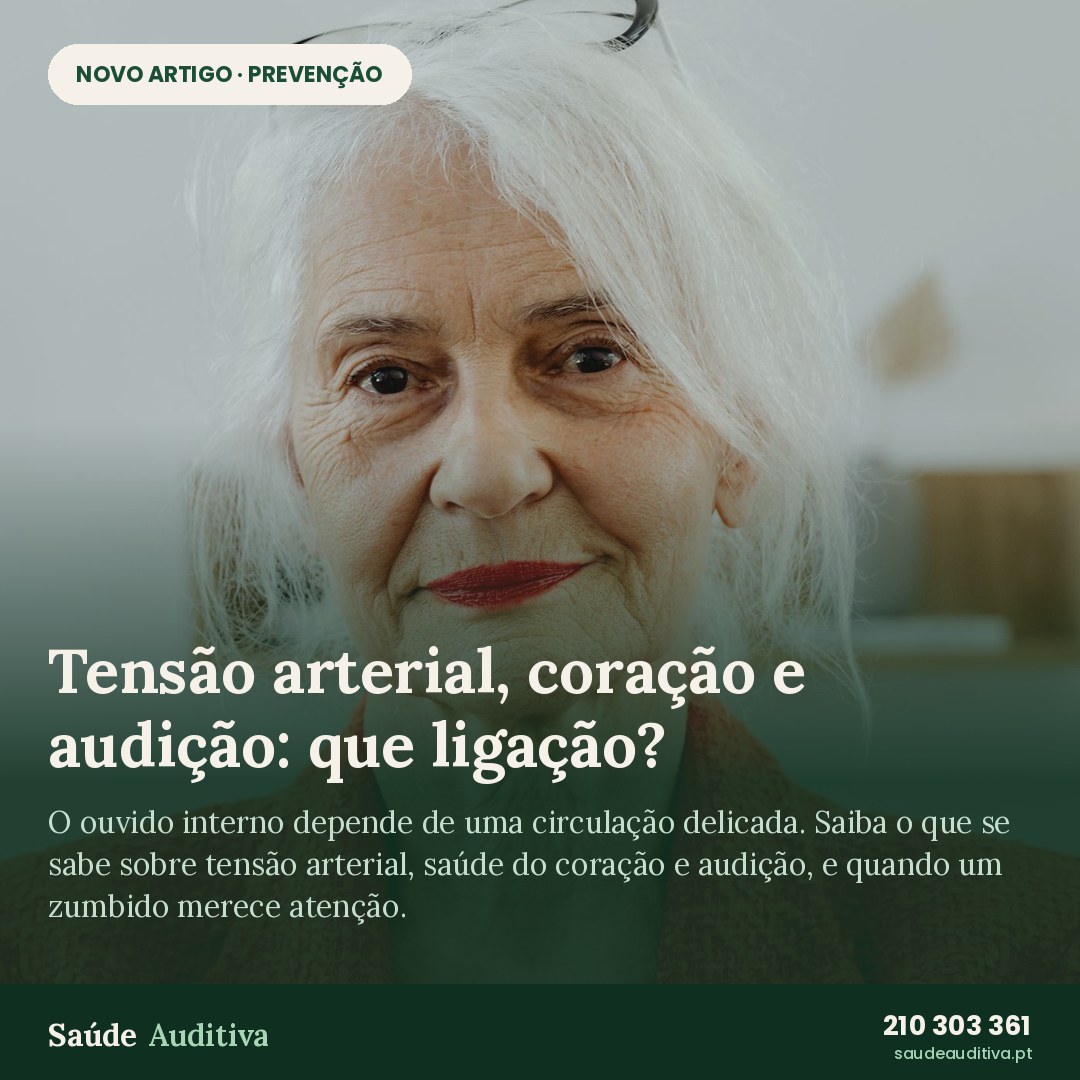 NOVO ARTIGO · PREVENÇÃO
Tensão arterial, coração e
audição: que ligação?
O ouvido interno depende de uma circulação delicada. Saiba o que se
sabe sobre tensão arterial, saúde do coração e audição, e quando um
zumbido merece atenção.
Saúde Auditiva
210 303 361
saudeauditiva.pt